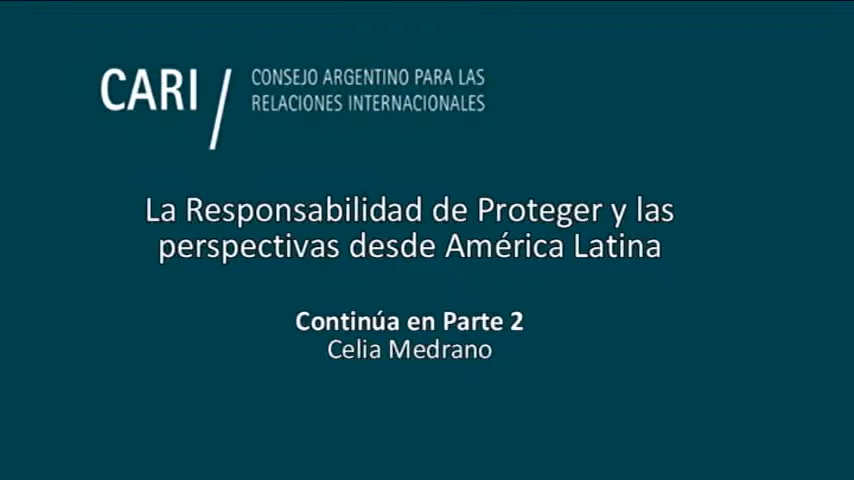 CARI/
CONSEJO ARGENTINO PARA LAS
RELACIONES INTERNACIONALES
La Responsabilidad de Proteger y las
perspectivas desde América Latina
Continúa en Parte 2
Celia Medrano